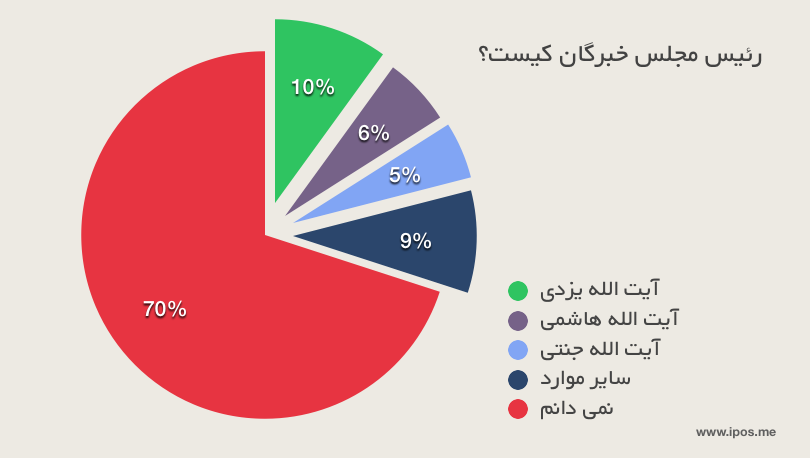 رئیس مجلس خبرگان کیست؟
10%
6%
5%
9%
70%
آیت الله یزدی
آیت الله هاشمی
آیت الله جنتی
سایر موارد
نمی دانم
www.ipos.me